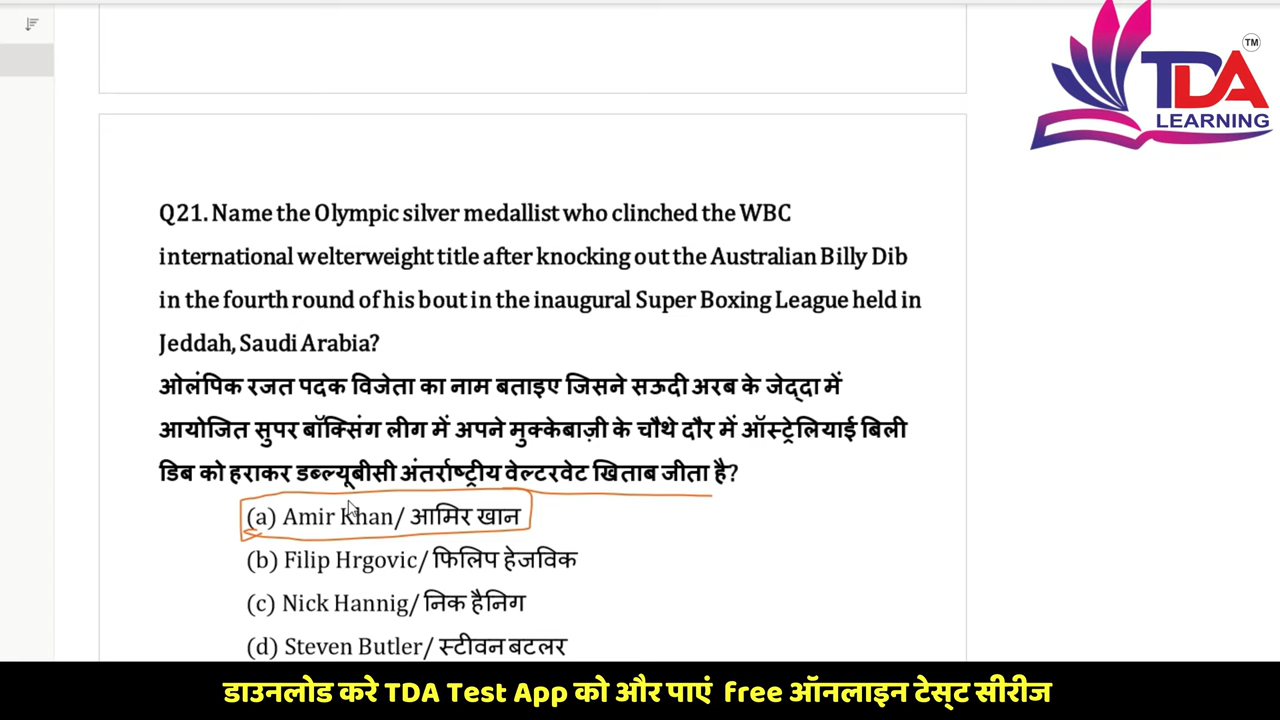 TM
TDA
LEARNING
Q21. Name the Olympic silver medallist who clinched the WBC
international welterweight title after knocking out the Australian Billy Dib
in the fourth round of his bout in the inaugural Super Boxing League held in
Jeddah, Saudi Arabia?
ओलंपिक रजत पदक विजेता का नाम बताइए जिसने सऊदी अरब के जेद्दा में
आयोजित सुपर बॉक्सिंग लीग में अपने मुक्केबाज़ी के चौथे दौर में ऑस्ट्रेलियाई बिली
डिब को हराकर डब्ल्यूबीसी अंतर्राष्ट्रीय वेल्टरवेट खिताब जीता है?
(a) Amir Khan/ आमिर खान
(b) Filip Hrgovic/ फिलिप हेजविक
(c) Nick Hannig/ निक हैनिग
(d) Steven Butler/ स्टीवन बटलर
डाउनलोड करे TDA Test App को और पाएं free ऑनलाइन टेस्ट सीरीज